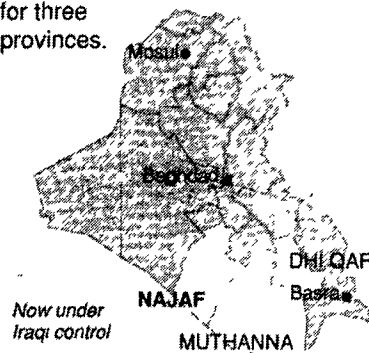 for three
provinces.
Mosul
Baghdad
DHI QAR
Basra
NAJAF
Now under
Iraqi control
MUTHANNA